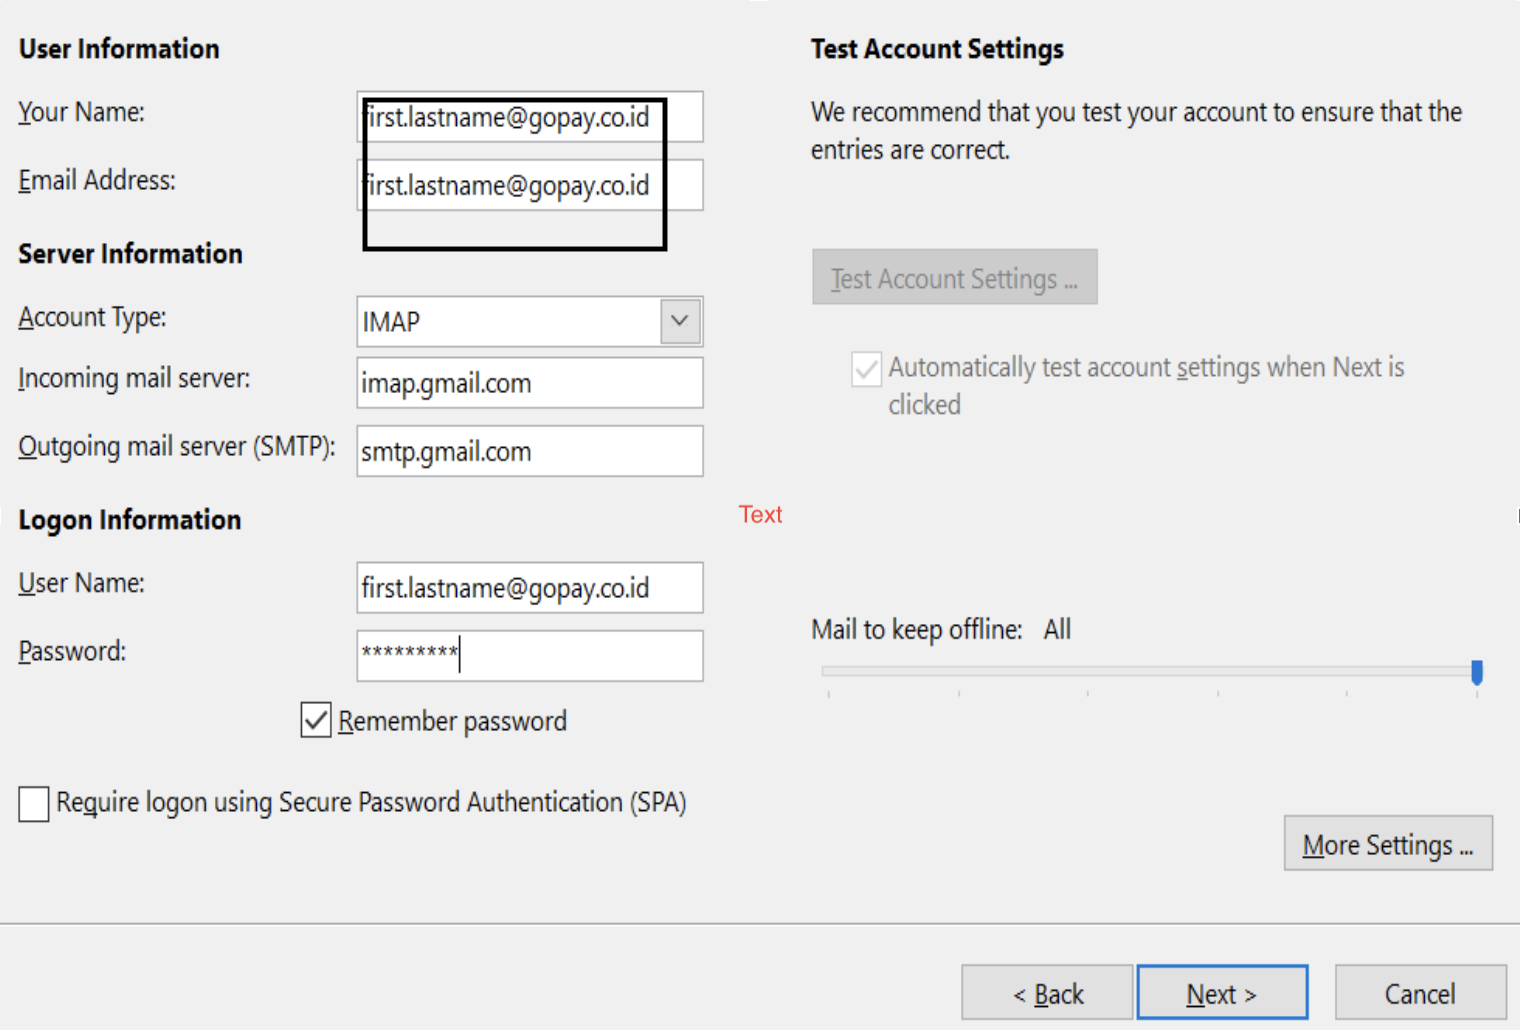 User Information
Your Name: first.lastname@gopay.co.id
Email Address: first.lastname@gopay.co.id
Server Information
Account Type: IMAP
Incoming mail server: imap.gmail.com
Outgoing mail server (SMTP): smtp.gmail.com
Logon Information
User Name: first.lastname@gopay.co.id
Password: *********
Remember password
Require logon using Secure Password Authentication (SPA)
Text
Test Account Settings
We recommend that you test your account to ensure that the
entries are correct.
Test Account Settings ...
Automatically test account settings when Next is
clicked
Mail to keep offline: All
More Settings ...
< Back
Next >
Cancel